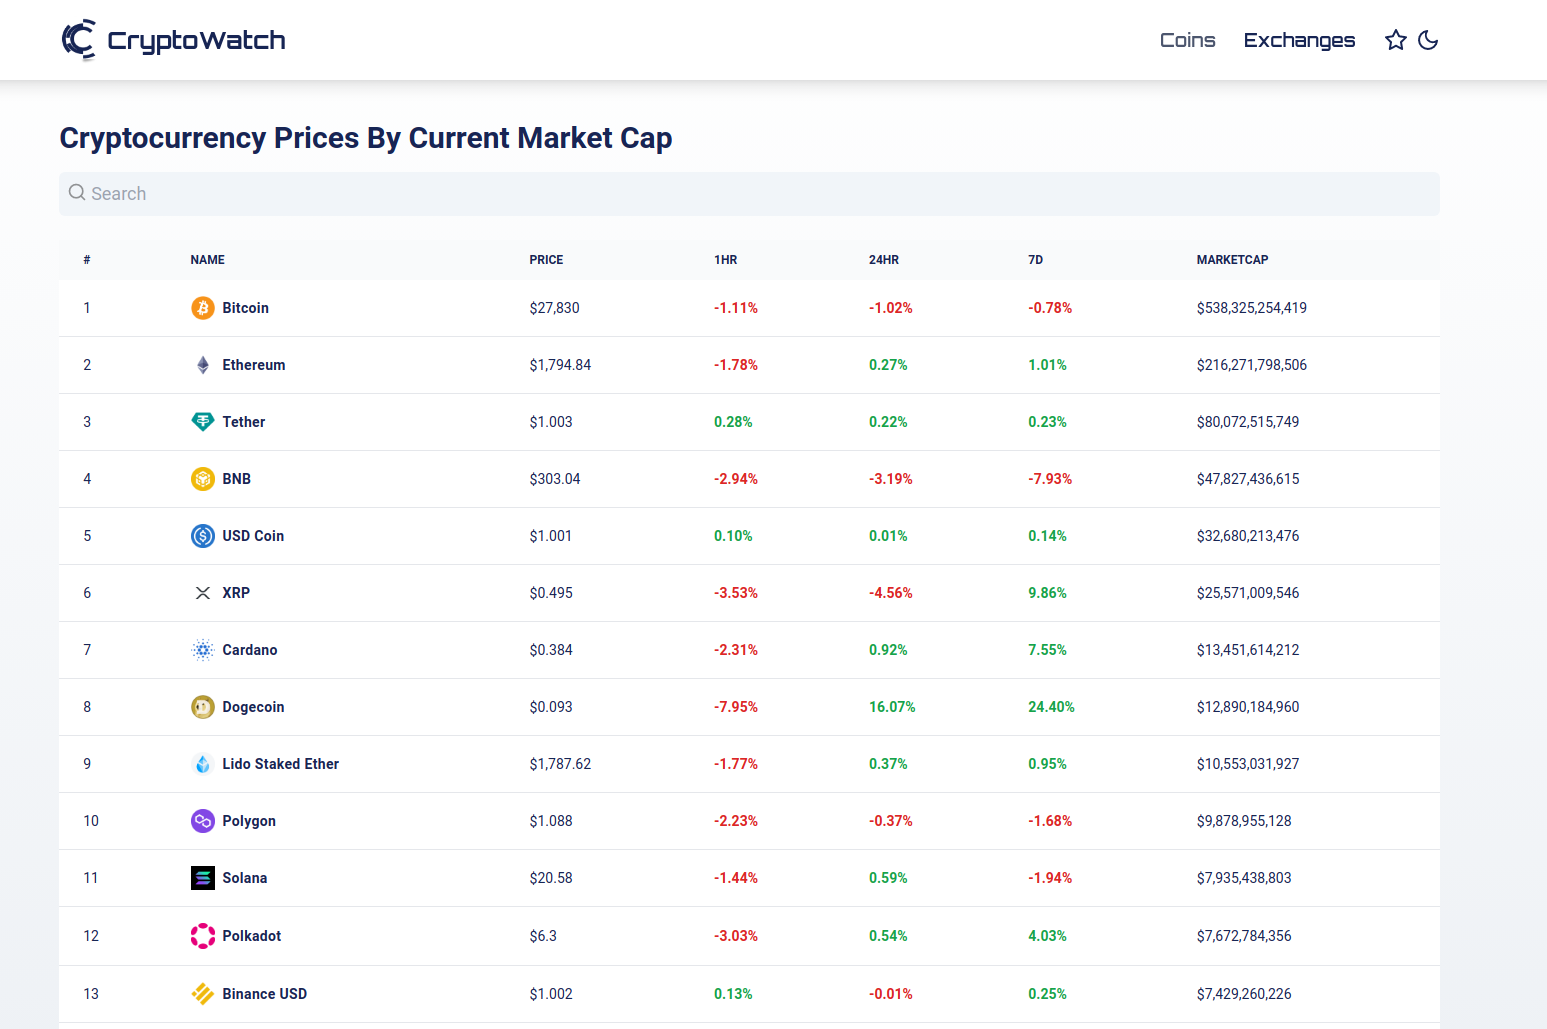 CryptoWatch Coins Exchanges
Cryptocurrency Prices By Current Market Cap
Search
# NAME PRICE 1HR 24HR 7D MARKETCAP
1 Bitcoin $27,830 -1.11% -1.02% -0.78% $538,325,254,419
2 Ethereum $1,794.84 -1.78% 0.27% 1.01% $216,271,798,506
3 Tether $1.003 0.28% 0.22% 0.23% $80,072,515,749
4 BNB $303.04 -2.94% -3.19% -7.93% $47,827,436,615
5 USD Coin $1.001 0.10% 0.01% 0.14% $32,680,213,476
6 XRP $0.495 -3.53% -4.56% 9.86% $25,571,009,546
7 Cardano $0.384 -2.31% 0.92% 7.55% $13,451,614,212
8 Dogecoin $0.093 -7.95% 16.07% 24.40% $12,890,184,960
9 Lido Staked Ether $1,787.62 -1.77% 0.37% 0.95% $10,553,031,927
10 Polygon $1.088 -2.23% -0.37% -1.68% $9,878,955,128
11 Solana $20.58 -1.44% 0.59% -1.94% $7,935,438,803
12 Polkadot $6.3 -3.03% 0.54% 4.03% $7,672,784,356
13 Binance USD $1.002 0.13% -0.01% 0.25% $7,429,260,226